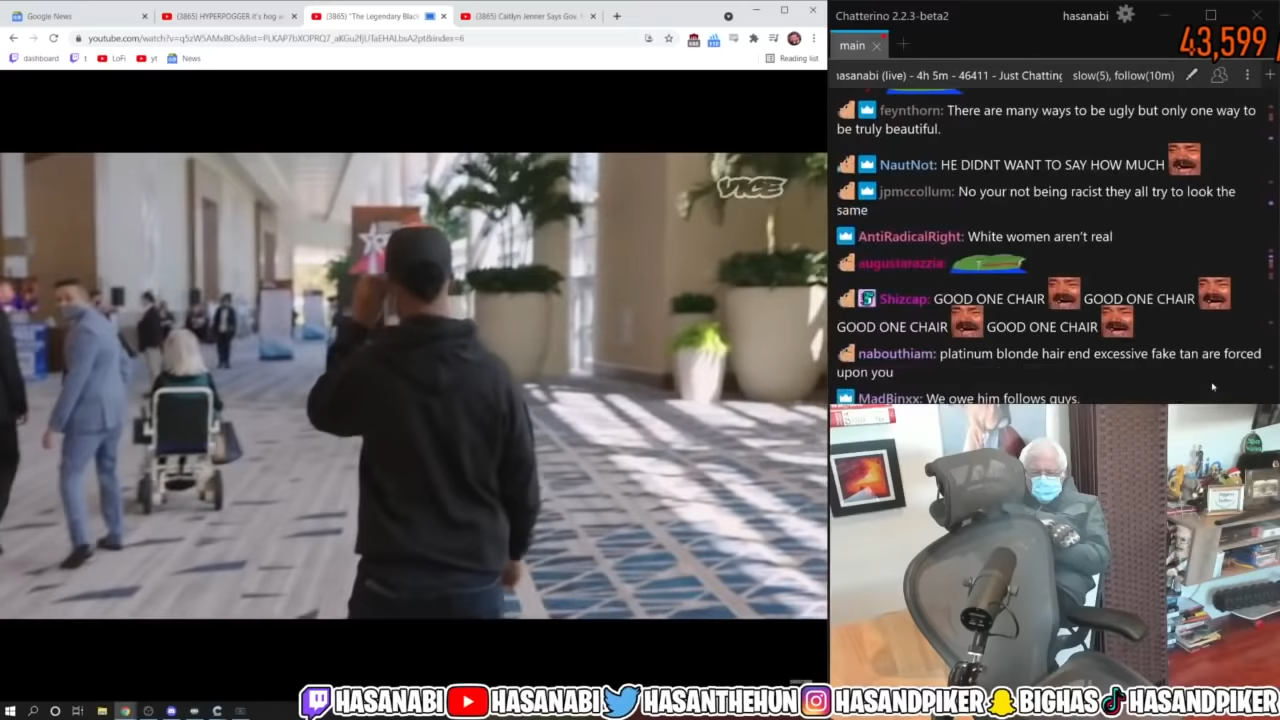 Google News
(3865) HYPERPOGGER it's hog w
(3865) "The Legendary Blac
(3865) Caitlyn Jenner Says Gov. N
youtube.com/watch?v=q5zW5AMxBOs&list=PLKAP7bXOPRQ7_aKGu2fJLITaEHALbsA2pt&index=6
dashboard
t
LoFi
yt
News
Reading list
VICE
Chatterino 2.2.3-beta2
hasanabi
main
43,599
hasanabi (live) - 4h 5m - 46411 - Just Chatting
slow(5), follow(10m)
feynthorn: There are many ways to be ugly but only one way to
be truly beautiful.
NautNot: HE DIDNT WANT TO SAY HOW MUCH
jpmccollum: No your not being racist they all try to look the
same
AntiRadicalRight: White women aren't real
augustarazzia:
Shizcap: GOOD ONE CHAIR GOOD ONE CHAIR
GOOD ONE CHAIR GOOD ONE CHAIR
nabouthiam: platinum blonde hair end excessive fake tan are forced
upon you
MadBinxx: We owe him follows guys.
HASANABI HASANABI HASANTHEHUN HASANDPIKER BIGHAS HASANDPIKER